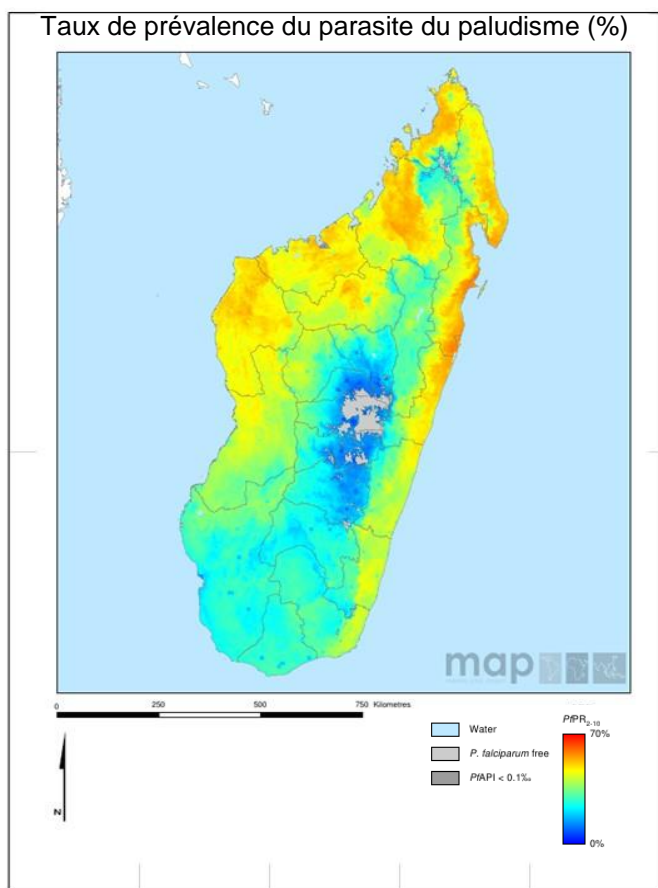 Taux de prévalence du parasite du paludisme (%)
map
0 250 500 750 Kilometres
N
Water
P. falciparum free
PfAPI < 0.1‰
PfPR2-10
70%
0%